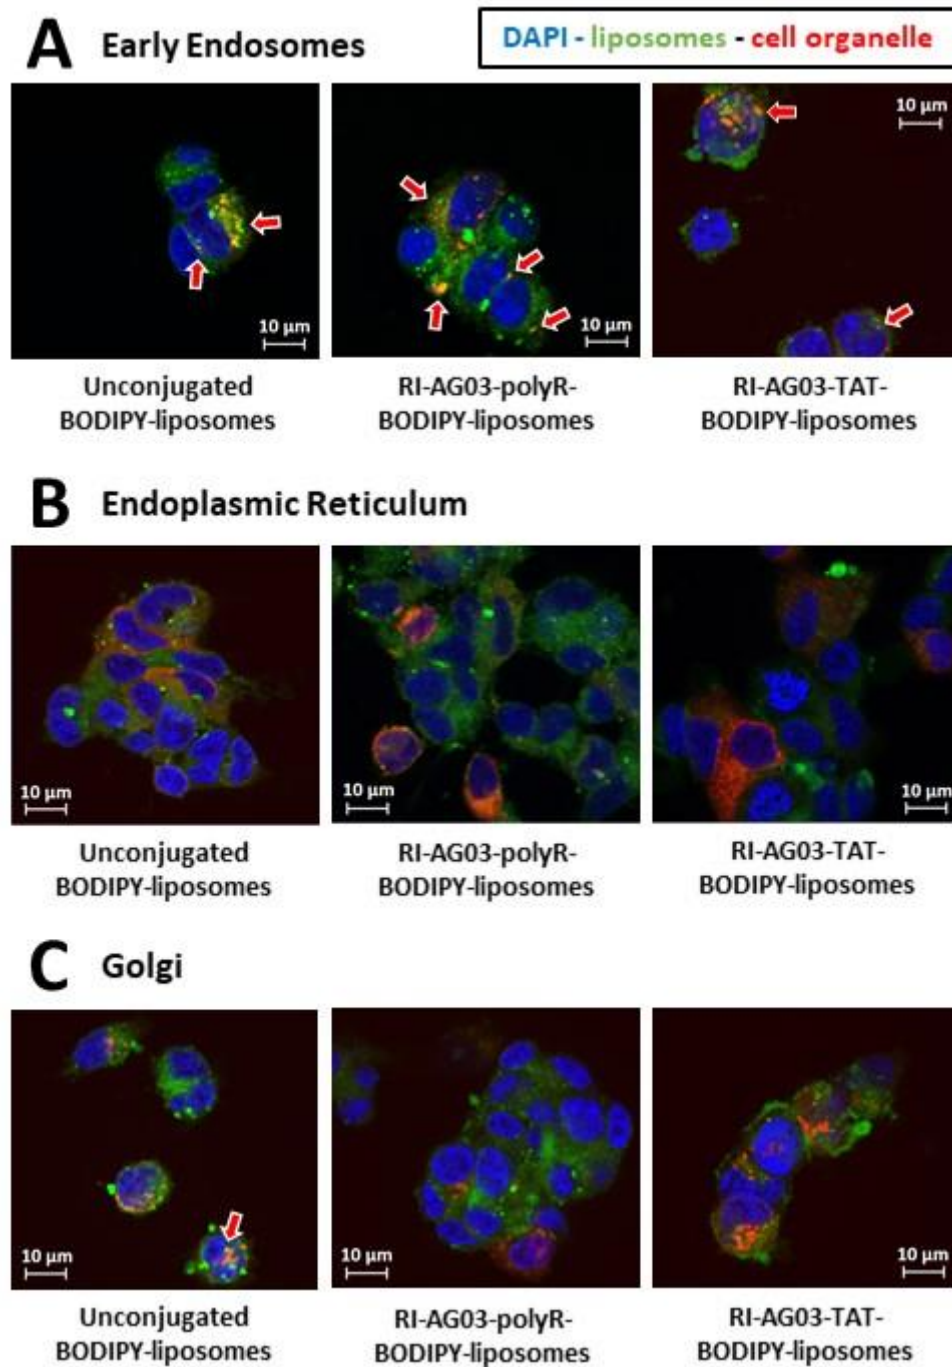 A Early Endosomes
DAPI - liposomes - cell organelle
10 µm
10 µm
10 µm
Unconjugated
BODIPY-liposomes
RI-AG03-polyR-
BODIPY-liposomes
RI-AG03-TAT-
BODIPY-liposomes
B Endoplasmic Reticulum
10 µm
10 µm
10 µm
Unconjugated
BODIPY-liposomes
RI-AG03-polyR-
BODIPY-liposomes
RI-AG03-TAT-
BODIPY-liposomes
C Golgi
10 µm
10 µm
10 µm
Unconjugated
BODIPY-liposomes
RI-AG03-polyR-
BODIPY-liposomes
RI-AG03-TAT-
BODIPY-liposomes